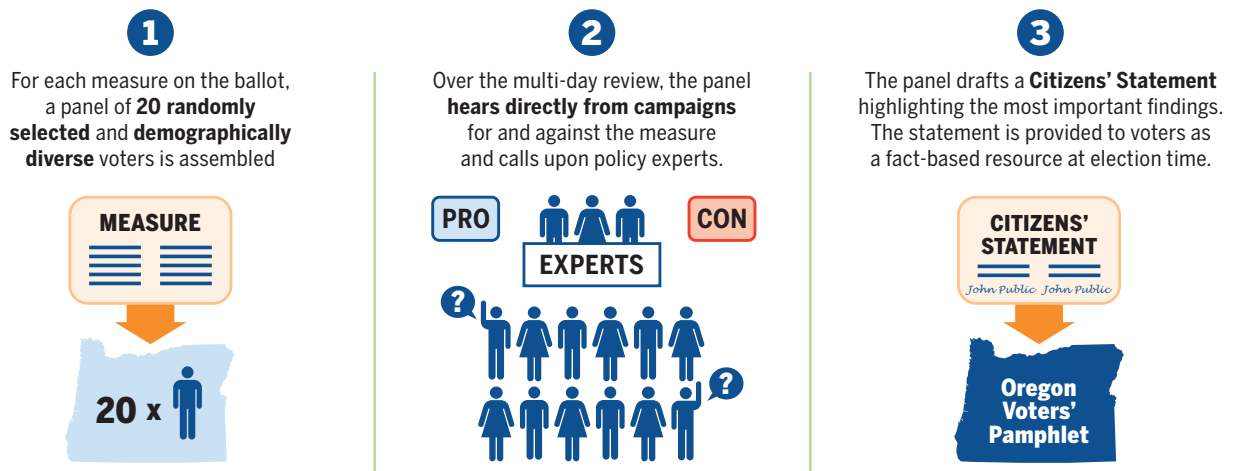 1
For each measure on the ballot,
a panel of 20 randomly
selected and demographically
diverse voters is assembled
MEASURE
20 x
2
Over the multi-day review, the panel
hears directly from campaigns
for and against the measure
and calls upon policy experts.
PRO
CON
EXPERTS
?
?
3
The panel drafts a Citizens' Statement
highlighting the most important findings.
The statement is provided to voters as
a fact-based resource at election time.
CITIZENS'
STATEMENT
John Public John Public
Oregon
Voters'
Pamphlet